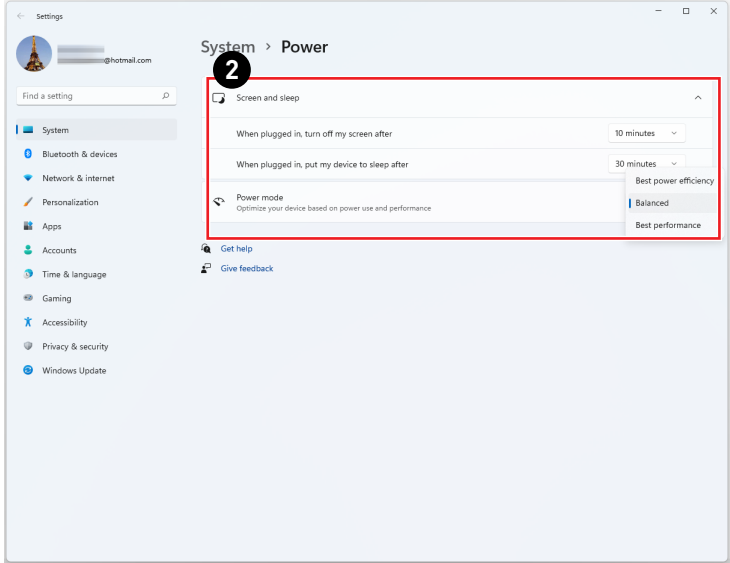 Settings
@hotmail.com
System > Power
2
Find a setting
Screen and sleep
System
When plugged in, turn off my screen after
10 minutes
Bluetooth & devices
When plugged in, put my device to sleep after
30 minutes
Network & internet
Best power efficiency
Personalization
Power mode
Optimize your device based on power use and performance
Balanced
Apps
Best performance
Accounts
Get help
Time & language
Give feedback
Gaming
Accessibility
Privacy & security
Windows Update